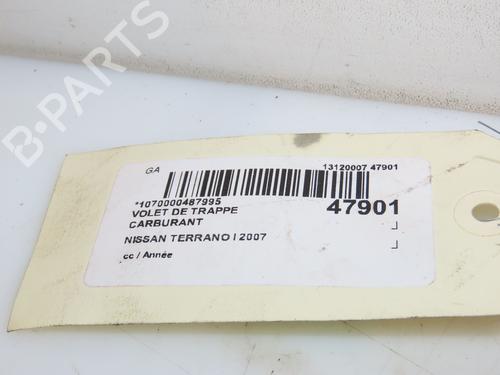 B-PARTS
GA
13120007 47901
*1070000487995
47901
VOLET DE TRAPPE
CARBURANT
NISSAN TERRANO I 2007
cc / Année